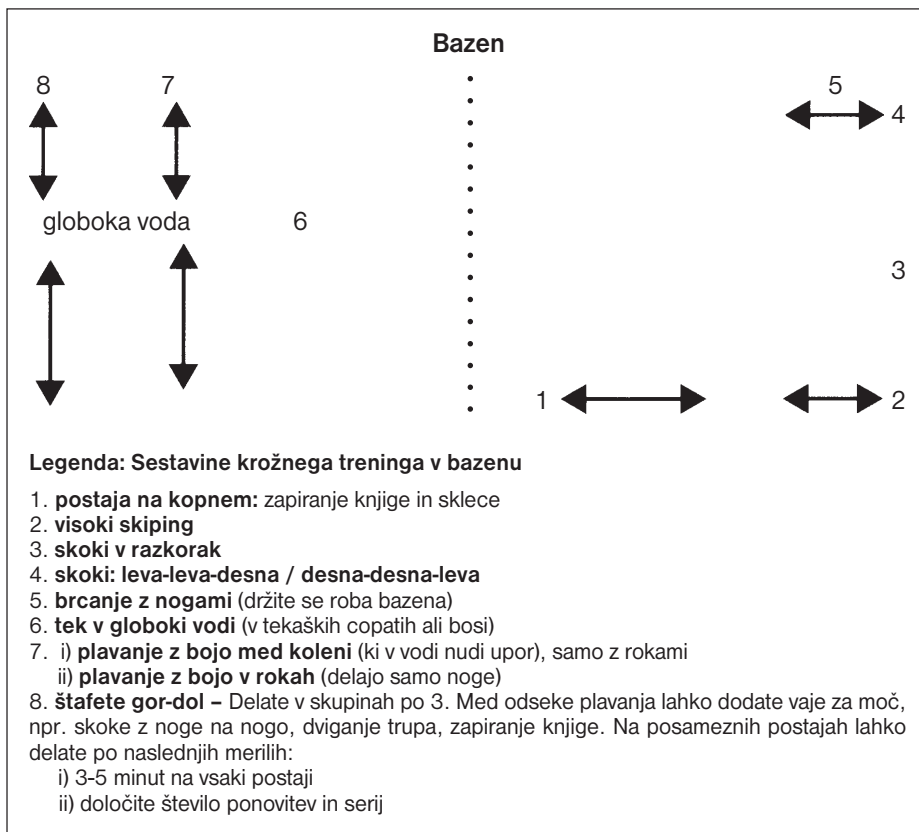 Bazen
8 7 5
4
globoka voda 6
3
1 2
Legenda: Sestavine krožnega treninga v bazenu
1. postaja na kopnem: zapiranje knjige in sklece
2. visoki skiping
3. skoki v razkorak
4. skoki: leva-leva-desna / desna-desna-leva
5. brcanje z nogami (držite se roba bazena)
6. tek v globoki vodi (v tekaških copatih ali bosi)
7. i) plavanje z bojo med koleni (ki v vodi nudi upor), samo z rokami
ii) plavanje z bojo v rokah (delajo samo noge)
8. štafete gor-dol – Delate v skupinah po 3. Med odseke plavanja lahko dodate vaje za moč,
npr. skoke z noge na nogo, dviganje trupa, zapiranje knjige. Na posameznih postajah lahko
delate po naslednjih merilih:
i) 3-5 minut na vsaki postaji
ii) določite število ponovitev in serij